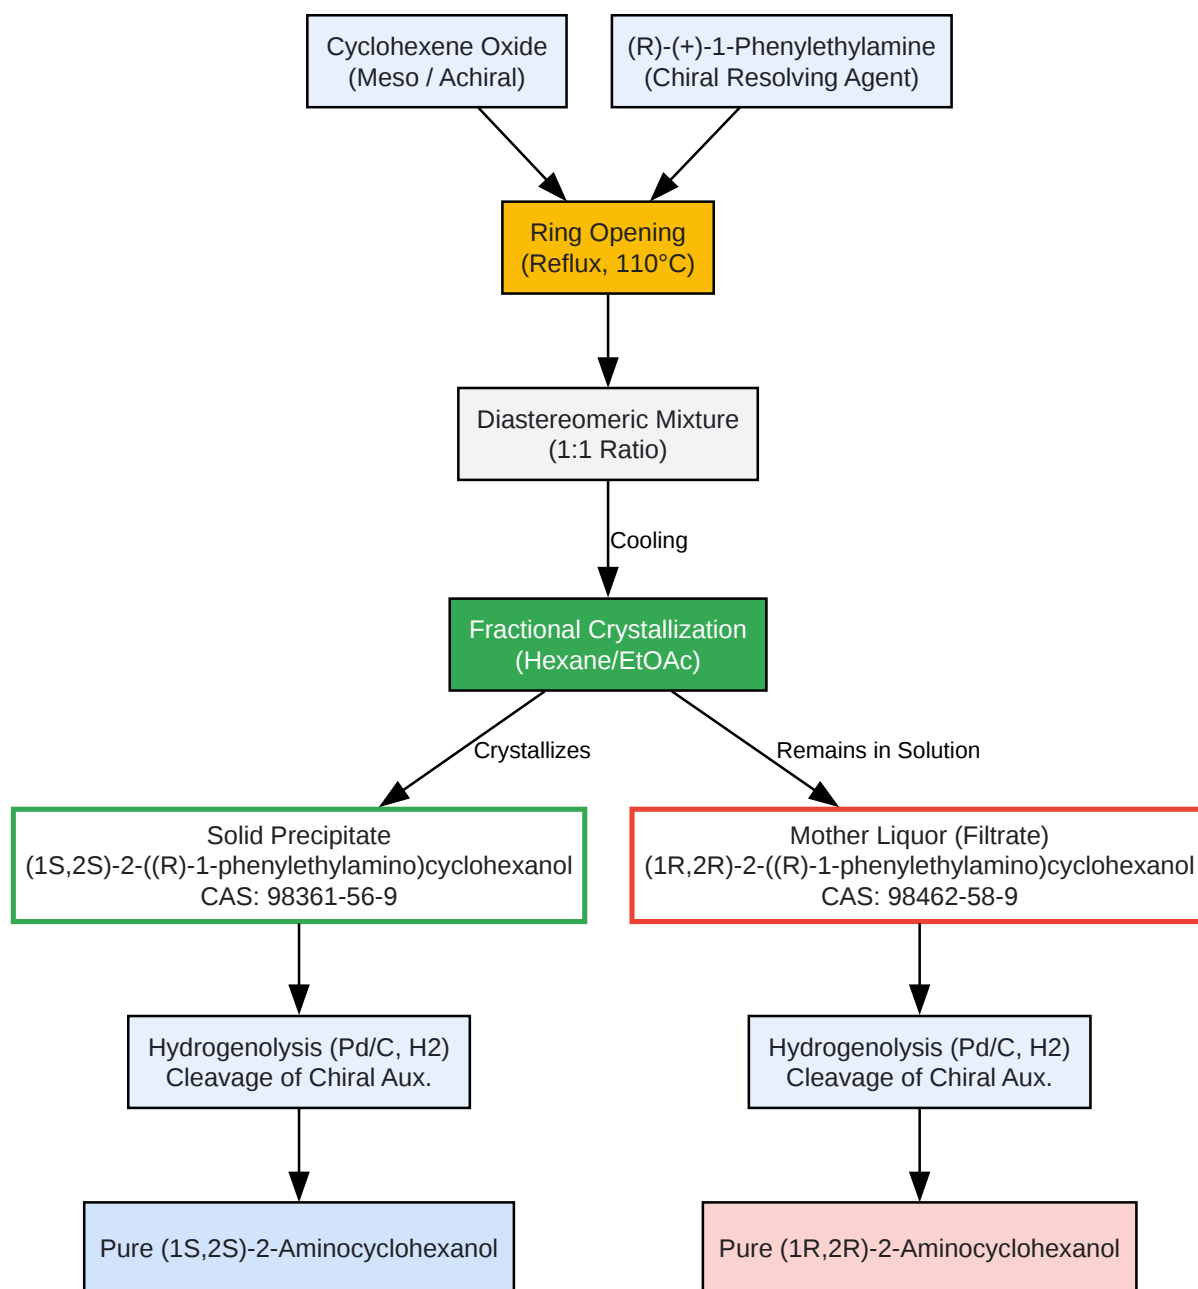 Cyclohexene Oxide
(Meso / Achiral)
(R)-(+)-1-Phenylethylamine
(Chiral Resolving Agent)
Ring Opening
(Reflux, 110°C)
Diastereomeric Mixture
(1:1 Ratio)
Cooling
Fractional Crystallization
(Hexane/EtOAc)
Crystallizes
Remains in Solution
Solid Precipitate
(1S,2S)-2-((R)-1-phenylethylamino)cyclohexanol
CAS: 98361-56-9
Mother Liquor (Filtrate)
(1R,2R)-2-((R)-1-phenylethylamino)cyclohexanol
CAS: 98462-58-9
Hydrogenolysis (Pd/C, H2)
Cleavage of Chiral Aux.
Hydrogenolysis (Pd/C, H2)
Cleavage of Chiral Aux.
Pure (1S,2S)-2-Aminocyclohexanol
Pure (1R,2R)-2-Aminocyclohexanol